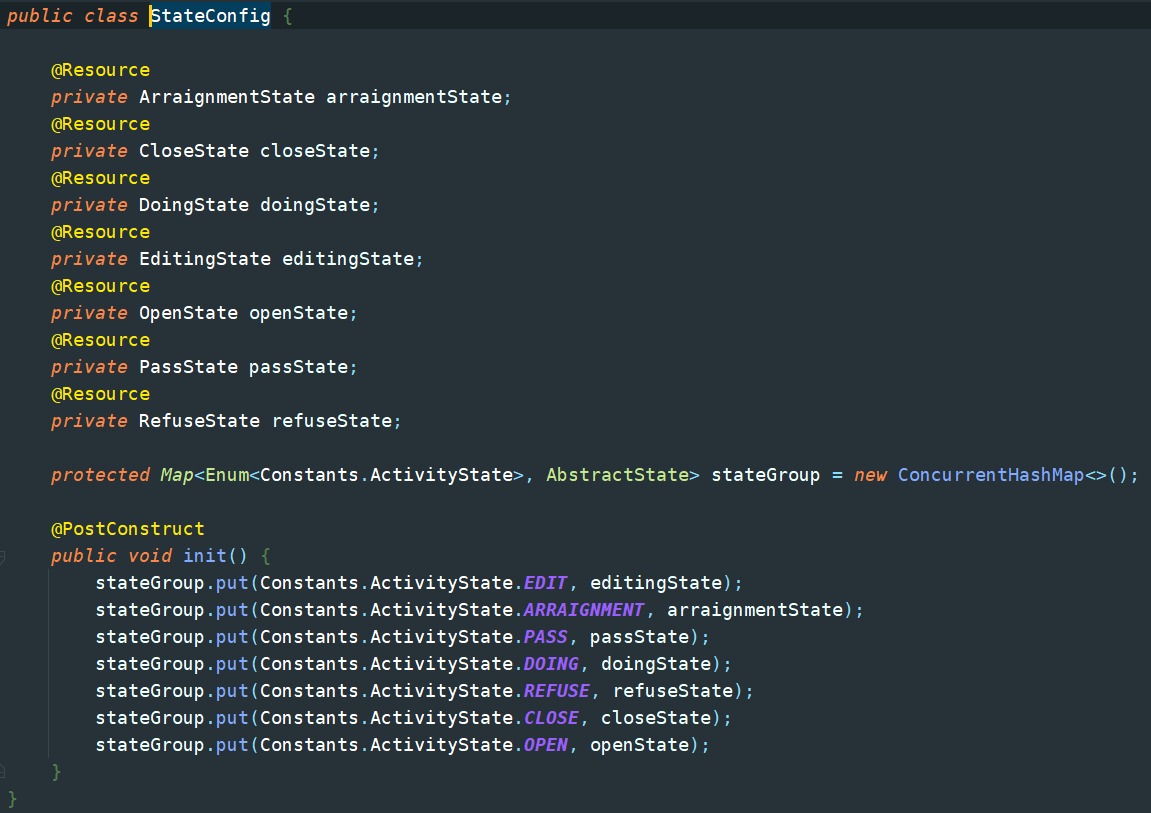 public class StateConfig {
@Resource
private ArraignmentState arraignmentState;
@Resource
private CloseState closeState;
@Resource
private DoingState doingState;
@Resource
private EditingState editingState;
@Resource
private OpenState openState;
@Resource
private PassState passState;
@Resource
private RefuseState refuseState;
protected Map<Enum<Constants.ActivityState>, AbstractState> stateGroup = new ConcurrentHashMap<>();
@PostConstruct
public void init() {
stateGroup.put(Constants.ActivityState.EDIT, editingState);
stateGroup.put(Constants.ActivityState.ARRAIGNMENT, arraignmentState);
stateGroup.put(Constants.ActivityState.PASS, passState);
stateGroup.put(Constants.ActivityState.DOING, doingState);
stateGroup.put(Constants.ActivityState.REFUSE, refuseState);
stateGroup.put(Constants.ActivityState.CLOSE, closeState);
stateGroup.put(Constants.ActivityState.OPEN, openState);
}
}